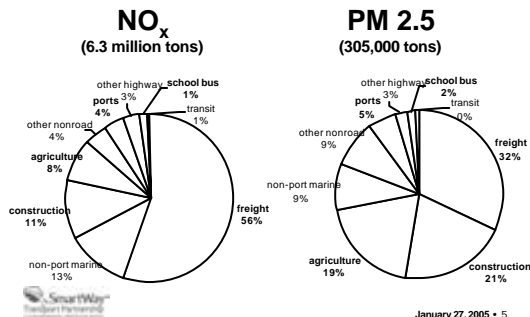 NOx
(6.3 million tons)
PM 2.5
(305,000 tons)
other highway
3%
school bus
1%
ports
4%
transit
1%
other nonroad
4%
agriculture
8%
construction
11%
freight
56%
non-port marine
13%
other highway
3%
school bus
2%
ports
5%
transit
0%
other nonroad
9%
freight
32%
non-port marine
9%
agriculture
19%
construction
21%
SmartWay
Transport Partnership
January 27, 2005 • 5